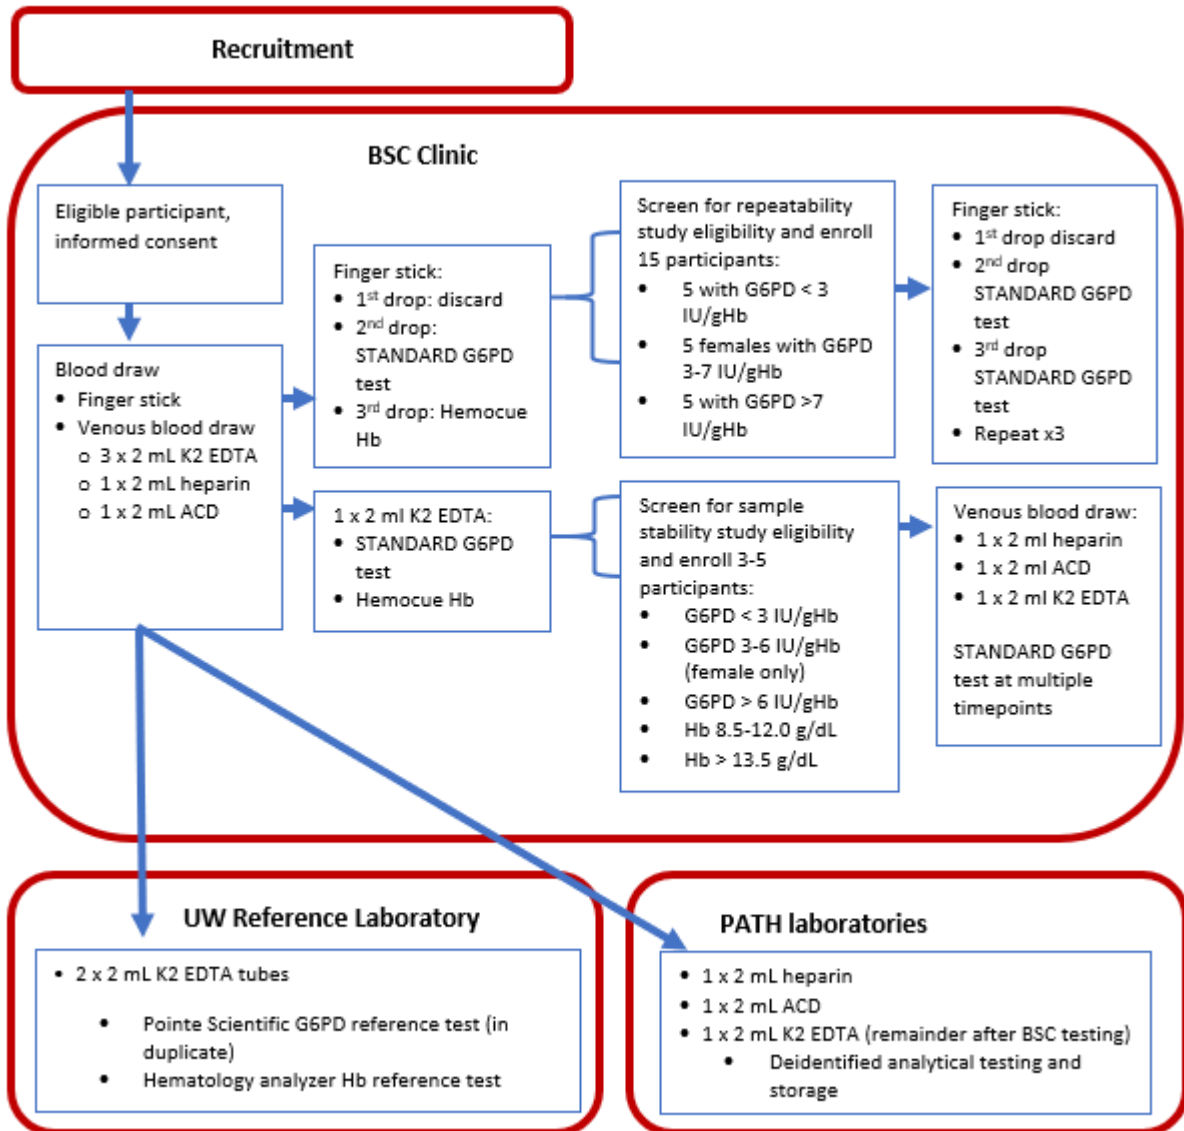 Recruitment
BSC Clinic
Eligible participant,
informed consent
Blood draw
• Finger stick
• Venous blood draw
o 3 x 2 mL K2 EDTA
o 1 x 2 mL heparin
o 1 x 2 mL ACD
Finger stick:
• 1st drop: discard
• 2nd drop:
STANDARD G6PD
test
• 3rd drop: Hemocue
Hb
1 x 2 ml K2 EDTA:
• STANDARD G6PD
test
• Hemocue Hb
Screen for repeatability
study eligibility and enroll
15 participants:
• 5 with G6PD < 3
IU/gHb
• 5 females with G6PD
3-7 IU/gHb
• 5 with G6PD >7
IU/gHb
Screen for sample
stability study eligibility
and enroll 3-5
participants:
• G6PD < 3 IU/gHb
• G6PD 3-6 IU/gHb
(female only)
• G6PD > 6 IU/gHb
• Hb 8.5-12.0 g/dL
• Hb > 13.5 g/dL
Finger stick:
• 1st drop discard
• 2nd drop
STANDARD G6PD
test
• 3rd drop
STANDARD G6PD
test
• Repeat x3
Venous blood draw:
• 1 x 2 ml heparin
• 1 x 2 ml ACD
• 1 x 2 ml K2 EDTA
STANDARD G6PD
test at multiple
timepoints
UW Reference Laboratory
• 2 x 2 mL K2 EDTA tubes
• Pointe Scientific G6PD reference test (in
duplicate)
• Hematology analyzer Hb reference test
PATH laboratories
• 1 x 2 mL heparin
• 1 x 2 mL ACD
• 1 x 2 mL K2 EDTA (remainder after BSC testing)
• Deidentified analytical testing and
storage